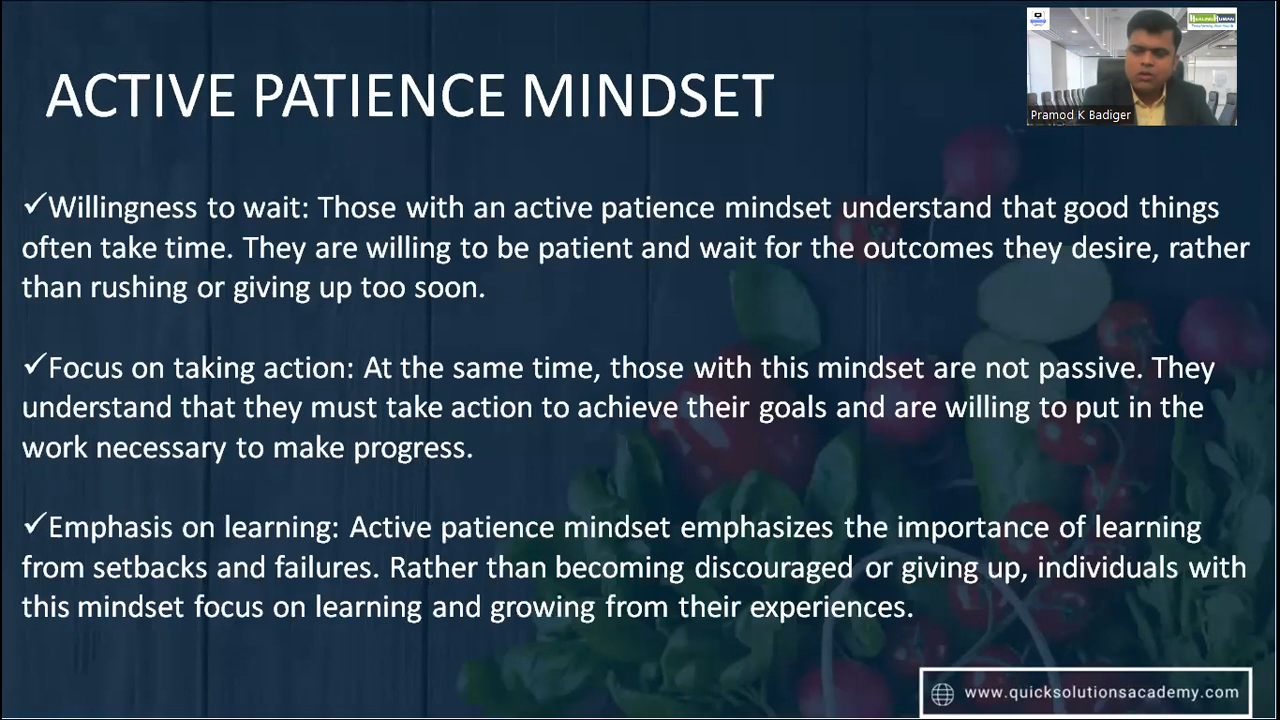 ACTIVE PATIENCE MINDSET
Pramod K Badiger
✓Willingness to wait: Those with an active patience mindset understand that good things
often take time. They are willing to be patient and wait for the outcomes they desire, rather
than rushing or giving up too soon.
✓Focus on taking action: At the same time, those with this mindset are not passive. They
understand that they must take action to achieve their goals and are willing to put in the
work necessary to make progress.
✓Emphasis on learning: Active patience mindset emphasizes the importance of learning
from setbacks and failures. Rather than becoming discouraged or giving up, individuals with
this mindset focus on learning and growing from their experiences.
www.quicksolutionsacademy.com